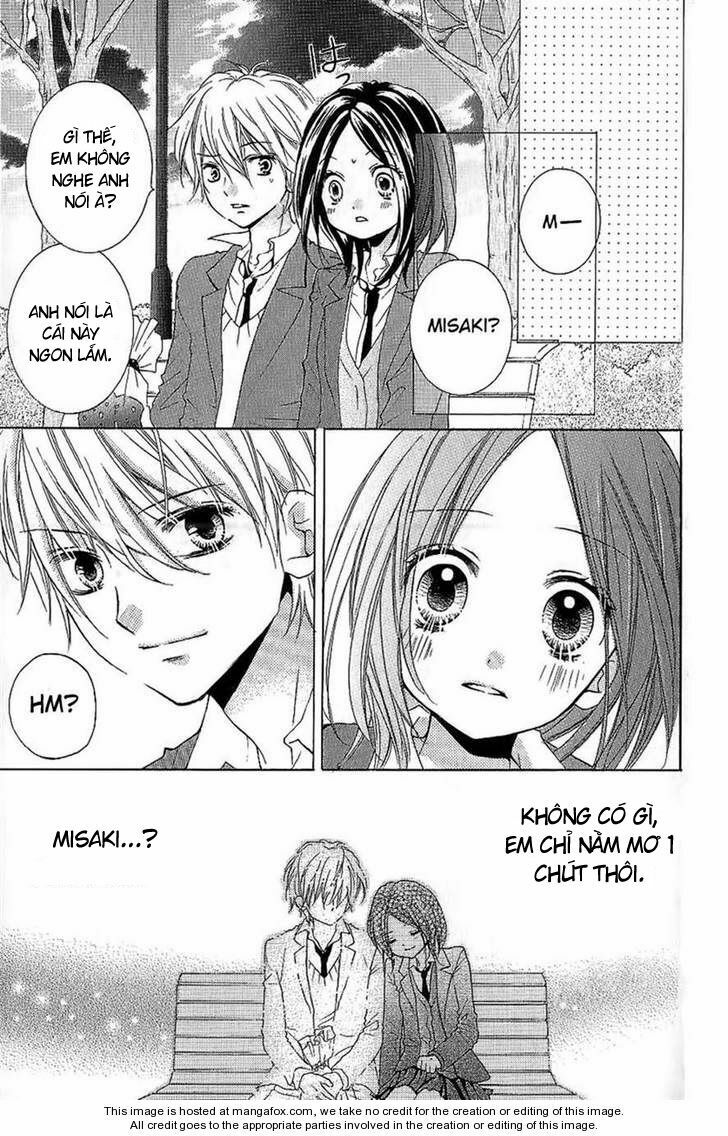 はっ
M—
MISAKI?
GÌ THẾ,
EM KHÔNG
NGHE ANH
NÓI À?
ANH NÓI LÀ
CÁI NÀY
NGON LẮM.
HM?
KHÔNG CÓ GÌ,
EM CHỈ NẰM MƠ 1
CHÚT THÔI.
MISAKI...?
This image is hosted at mangafox.com, we take no credit for the creation or editing of this image.
All credit goes to the appropriate parties involved in the creation or editing of this image.